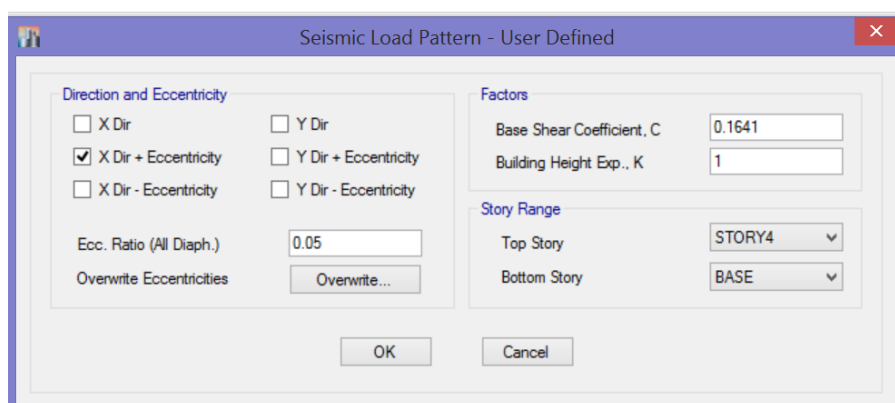 Seismic Load Pattern - User Defined
Direction and Eccentricity
X Dir
Y Dir
X Dir + Eccentricity
Y Dir + Eccentricity
X Dir - Eccentricity
Y Dir - Eccentricity
Ecc. Ratio (All Diaph.)
0.05
Overwrite Eccentricities
Overwrite...
Factors
Base Shear Coefficient, C
0.1641
Building Height Exp., K
1
Story Range
Top Story
STORY4
Bottom Story
BASE
OK
Cancel